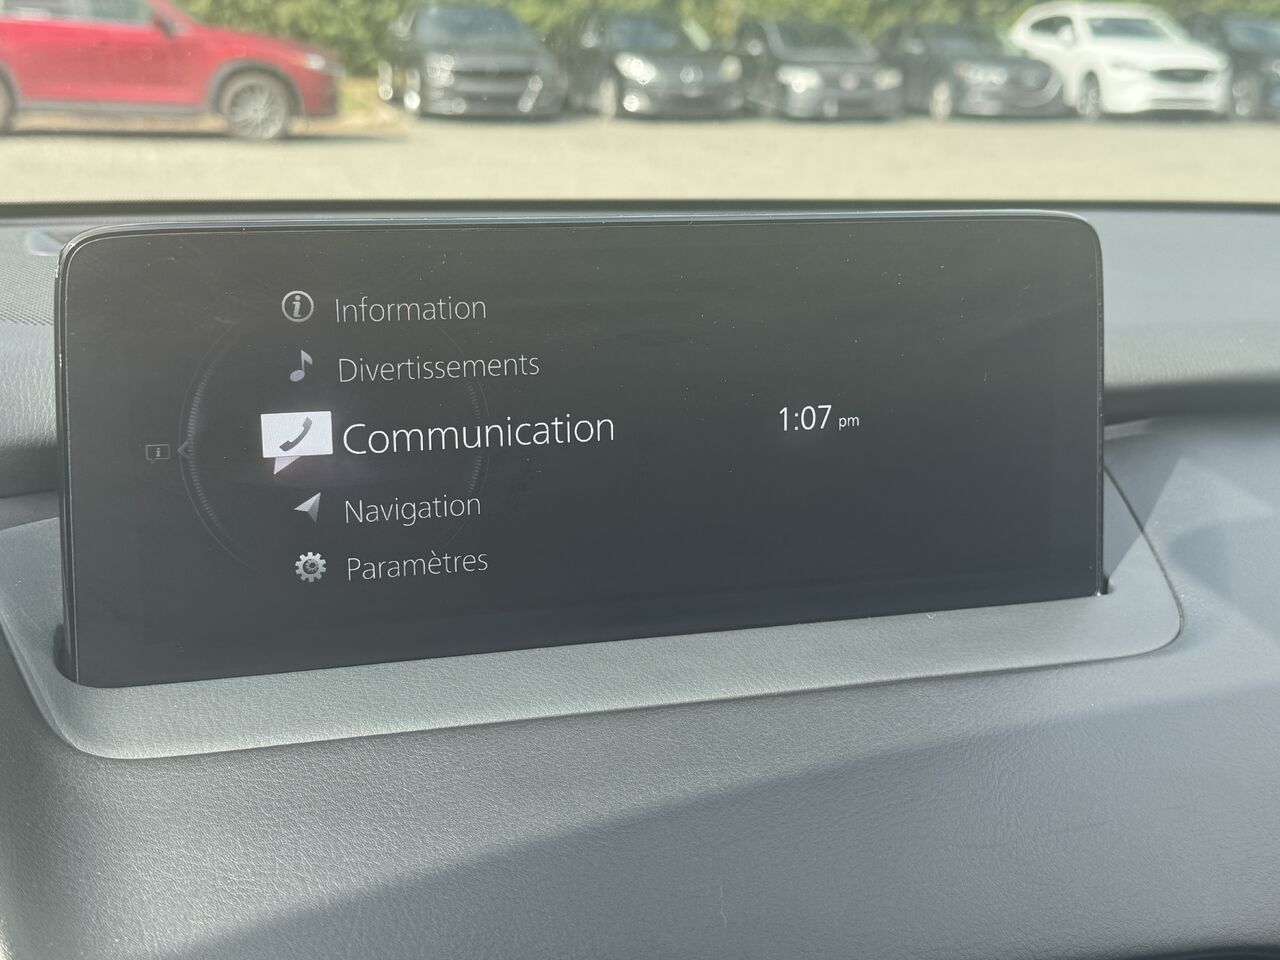 Information
Divertissements
Communication
1:07 pm
Navigation
Paramètres